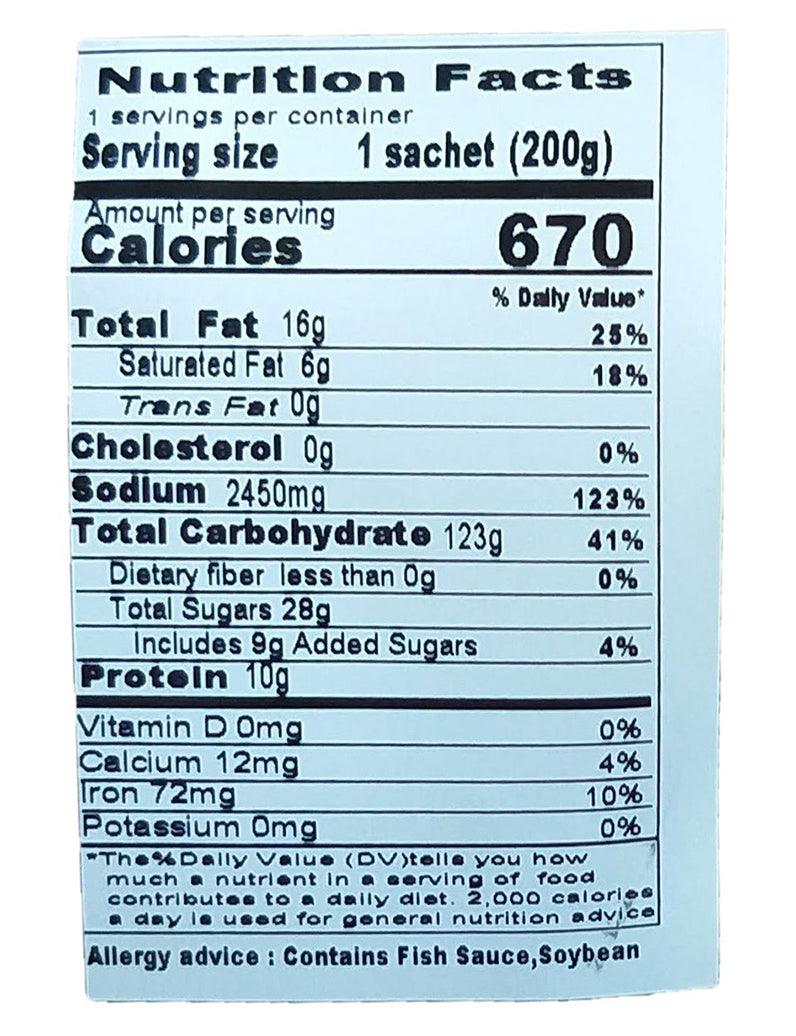 Nutrition Facts
1 servings per container
Serving size 1 sachet (200g)
Amount per serving
Calories 670
% Daily Value*
Total Fat 16g 25%
Saturated Fat 6g 18%
Trans Fat 0g
Cholesterol 0g 0%
Sodium 2450mg 123%
Total Carbohydrate 123g 41%
Dietary fiber less than 0g 0%
Total Sugars 28g
Includes 9g Added Sugars 4%
Protein 10g
Vitamin D 0mg 0%
Calcium 12mg 4%
Iron 72mg 10%
Potassium 0mg 0%
*The%Daily Value (DV)tells you how
much a nutrient in a serving of food
contributes to a daily diet. 2,000 calories
a day is used for general nutrition advice
Allergy advice : Contains Fish Sauce,Soybean